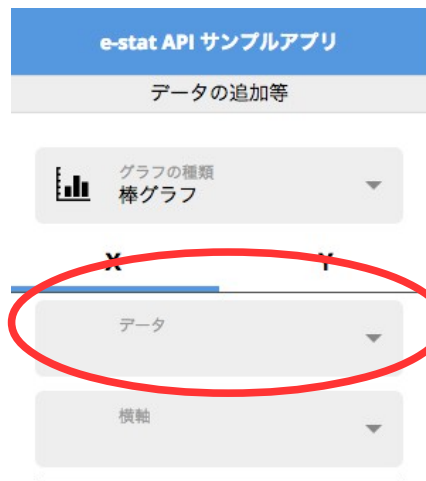 e-stat API サンプルアプリ
データの追加等
グラフの種類
棒グラフ
X Y
データ
横軸